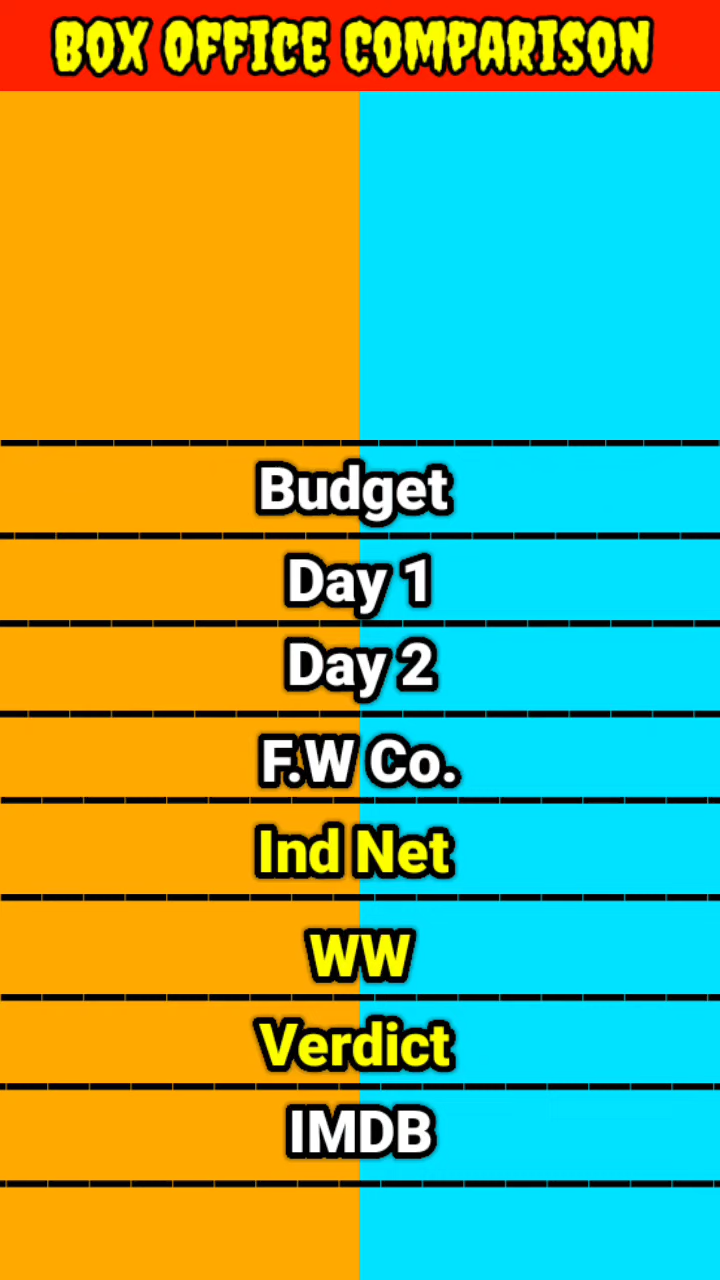 BOX OFFICE COMPARISON
Budget
Day 1
Day 2
F.W Co.
Ind Net
WW
Verdict
IMDB